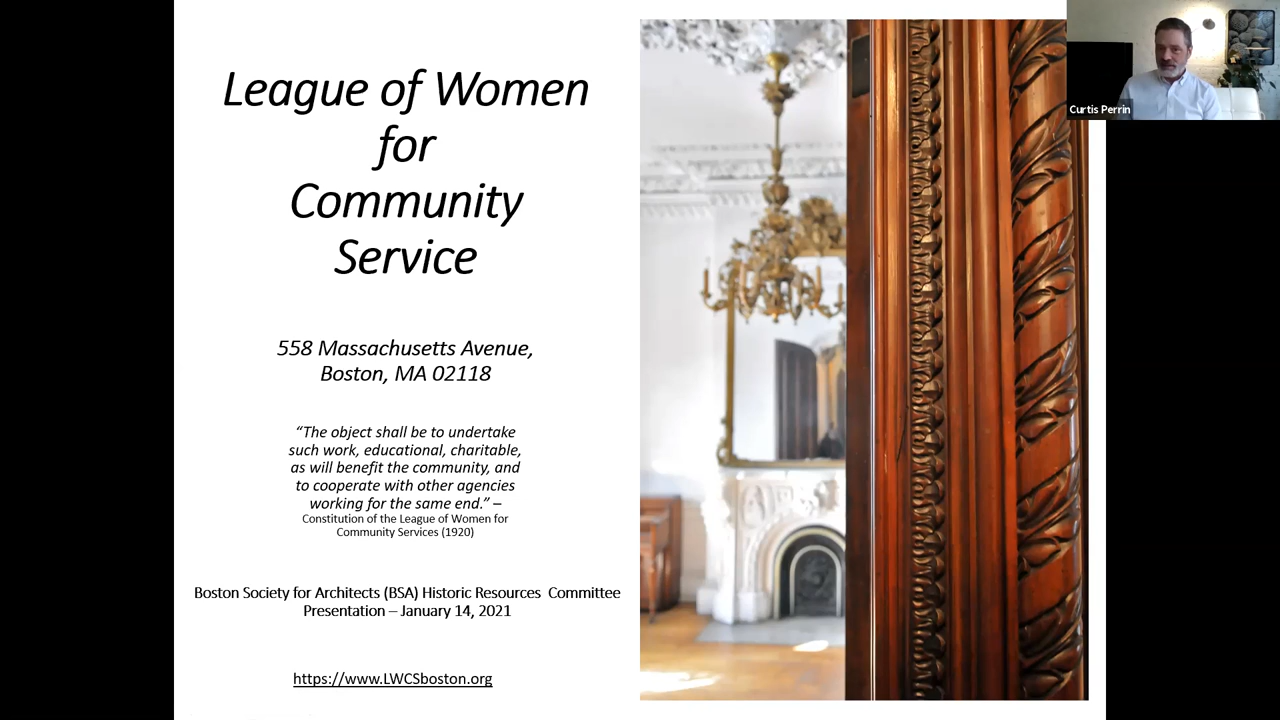 League of Women
for
Community
Service
558 Massachusetts Avenue,
Boston, MA 02118
“The object shall be to undertake
such work, educational, charitable,
as will benefit the community, and
to cooperate with other agencies
working for the same end.” –
Constitution of the League of Women for
Community Services (1920)
Boston Society for Architects (BSA) Historic Resources Committee
Presentation – January 14, 2021
https://www.LWCSboston.org
Curtis Perrin